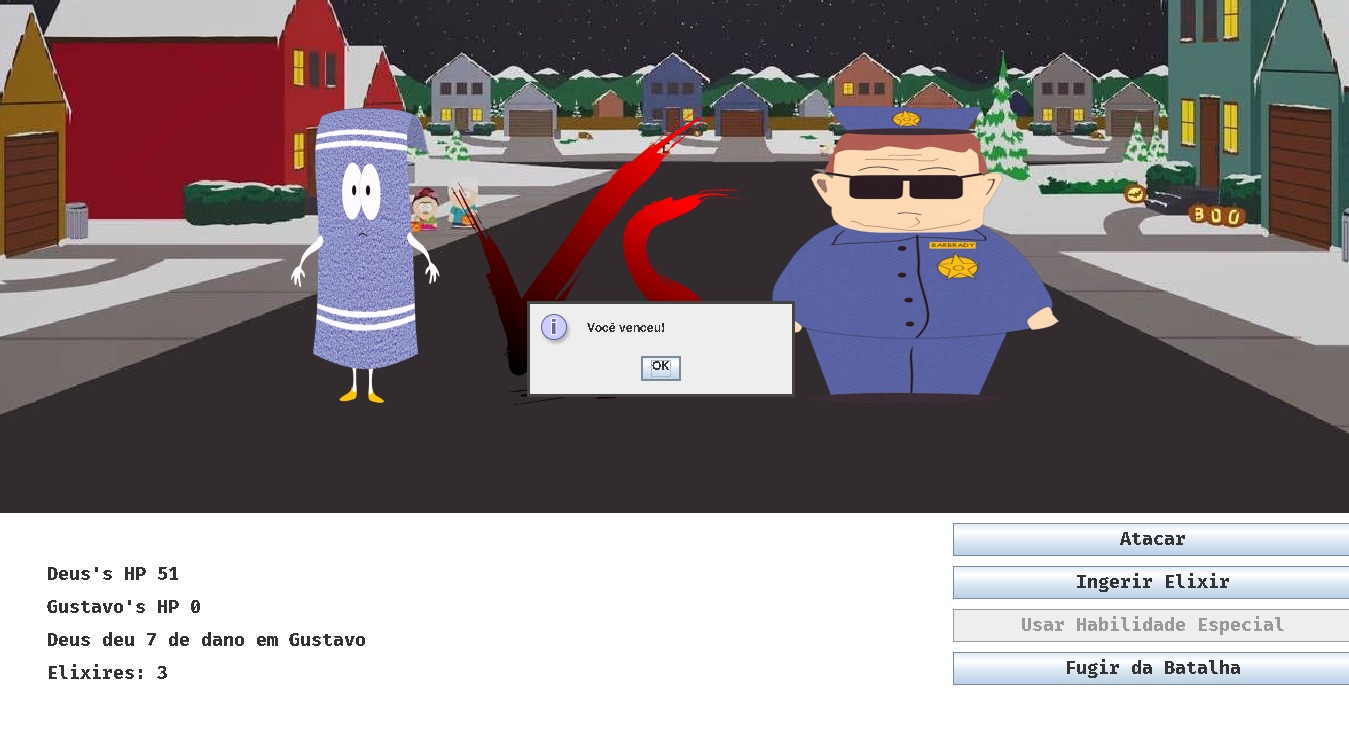 VS
BARBRADY
BOO
i
Você venceu!
OK
Deus's HP 51
Gustavo's HP 0
Deus deu 7 de dano em Gustavo
Elixires: 3
Atacar
Ingerir Elixir
Usar Habilidade Especial
Fugir da Batalha